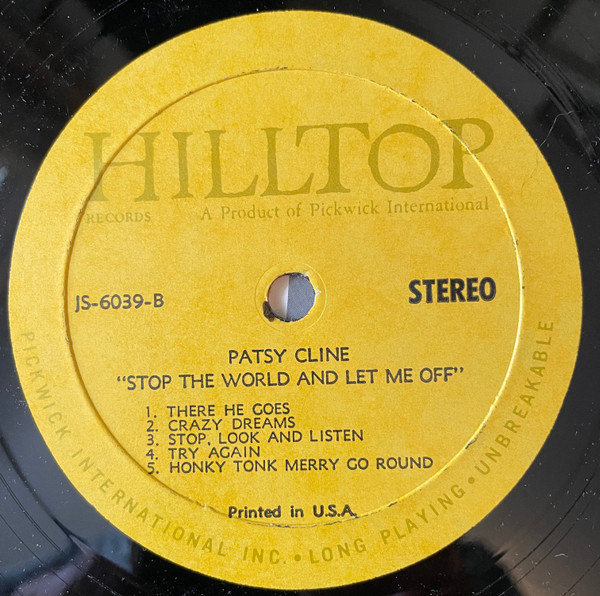 HILLTOP
RECORDS A Product of Pickwick International
JS-6039-B STEREO
PATSY CLINE
"STOP THE WORLD AND LET ME OFF"
1. THERE HE GOES
2. CRAZY DREAMS
3. STOP, LOOK AND LISTEN
4. TRY AGAIN
5. HONKY TONK MERRY GO ROUND
Printed in U.S.A.
PICKWICK INTERNATIONAL INC. • LONG PLAYING • UNBREAKABLE